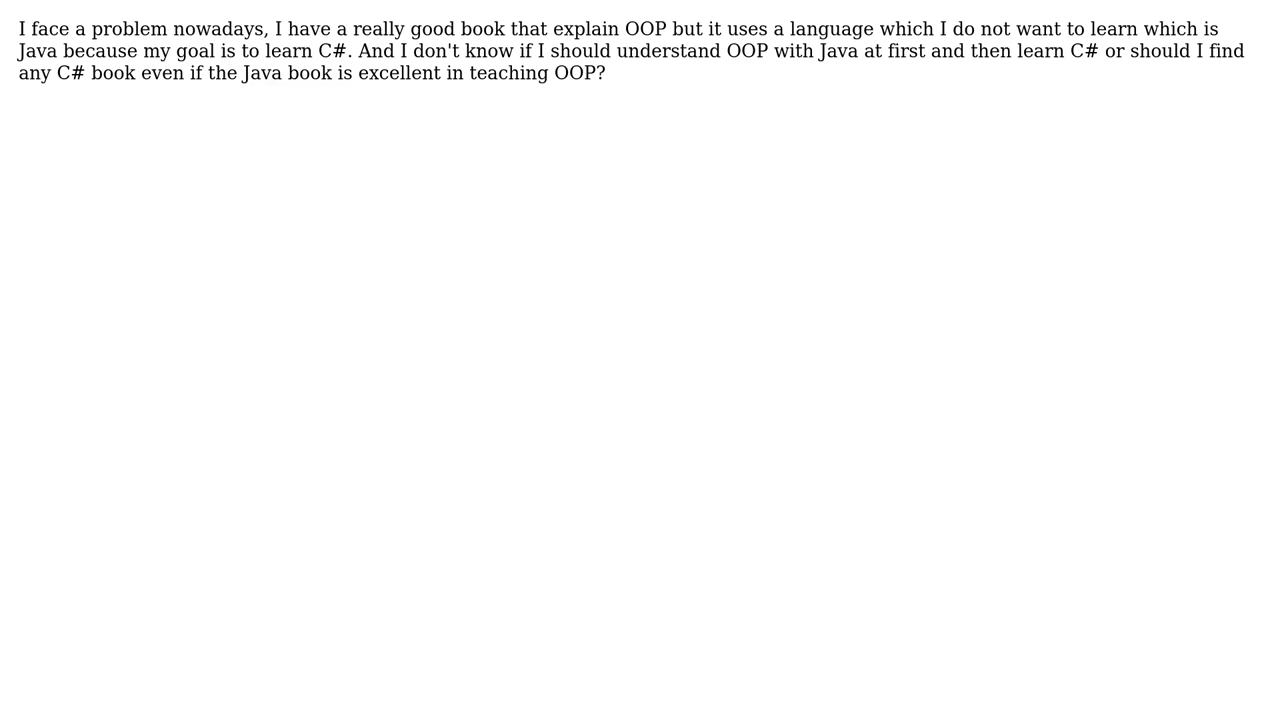 I face a problem nowadays, I have a really good book that explain OOP but it uses a language which I do not want to learn which is
Java because my goal is to learn C#. And I don't know if I should understand OOP with Java at first and then learn C# or should I find
any C# book even if the Java book is excellent in teaching OOP?